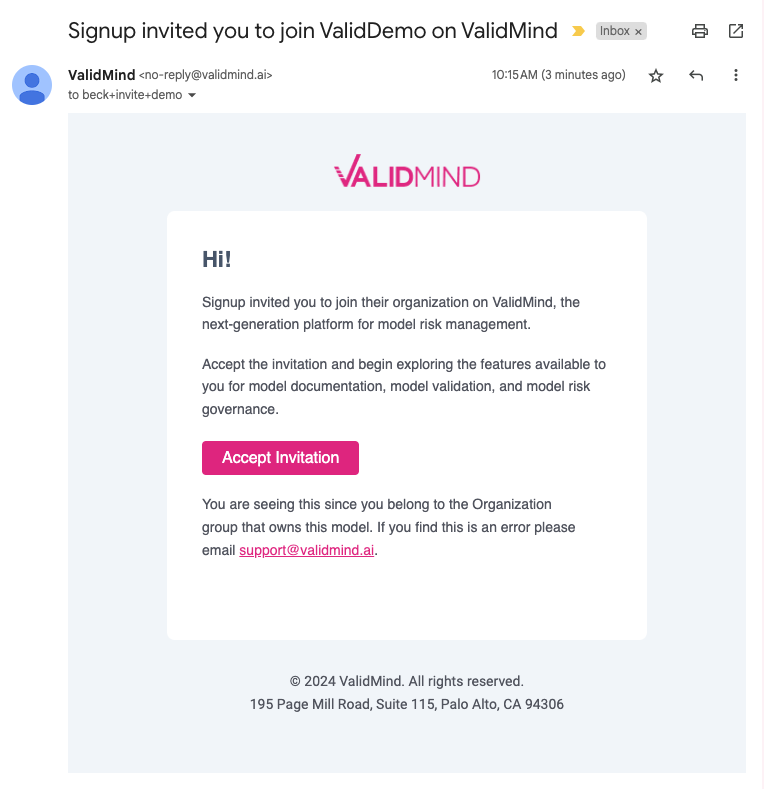 Signup invited you to join ValidDemo on ValidMind
Inbox ×
ValidMind <no-reply@validmind.ai>
10:15 AM (3 minutes ago)
to beck+invite+demo
VALIDMIND
Hi!
Signup invited you to join their organization on ValidMind, the
next-generation platform for model risk management.
Accept the invitation and begin exploring the features available to
you for model documentation, model validation, and model risk
governance.
Accept Invitation
You are seeing this since you belong to the Organization
group that owns this model. If you find this is an error please
email support@validmind.ai.
© 2024 ValidMind. All rights reserved.
195 Page Mill Road, Suite 115, Palo Alto, CA 94306